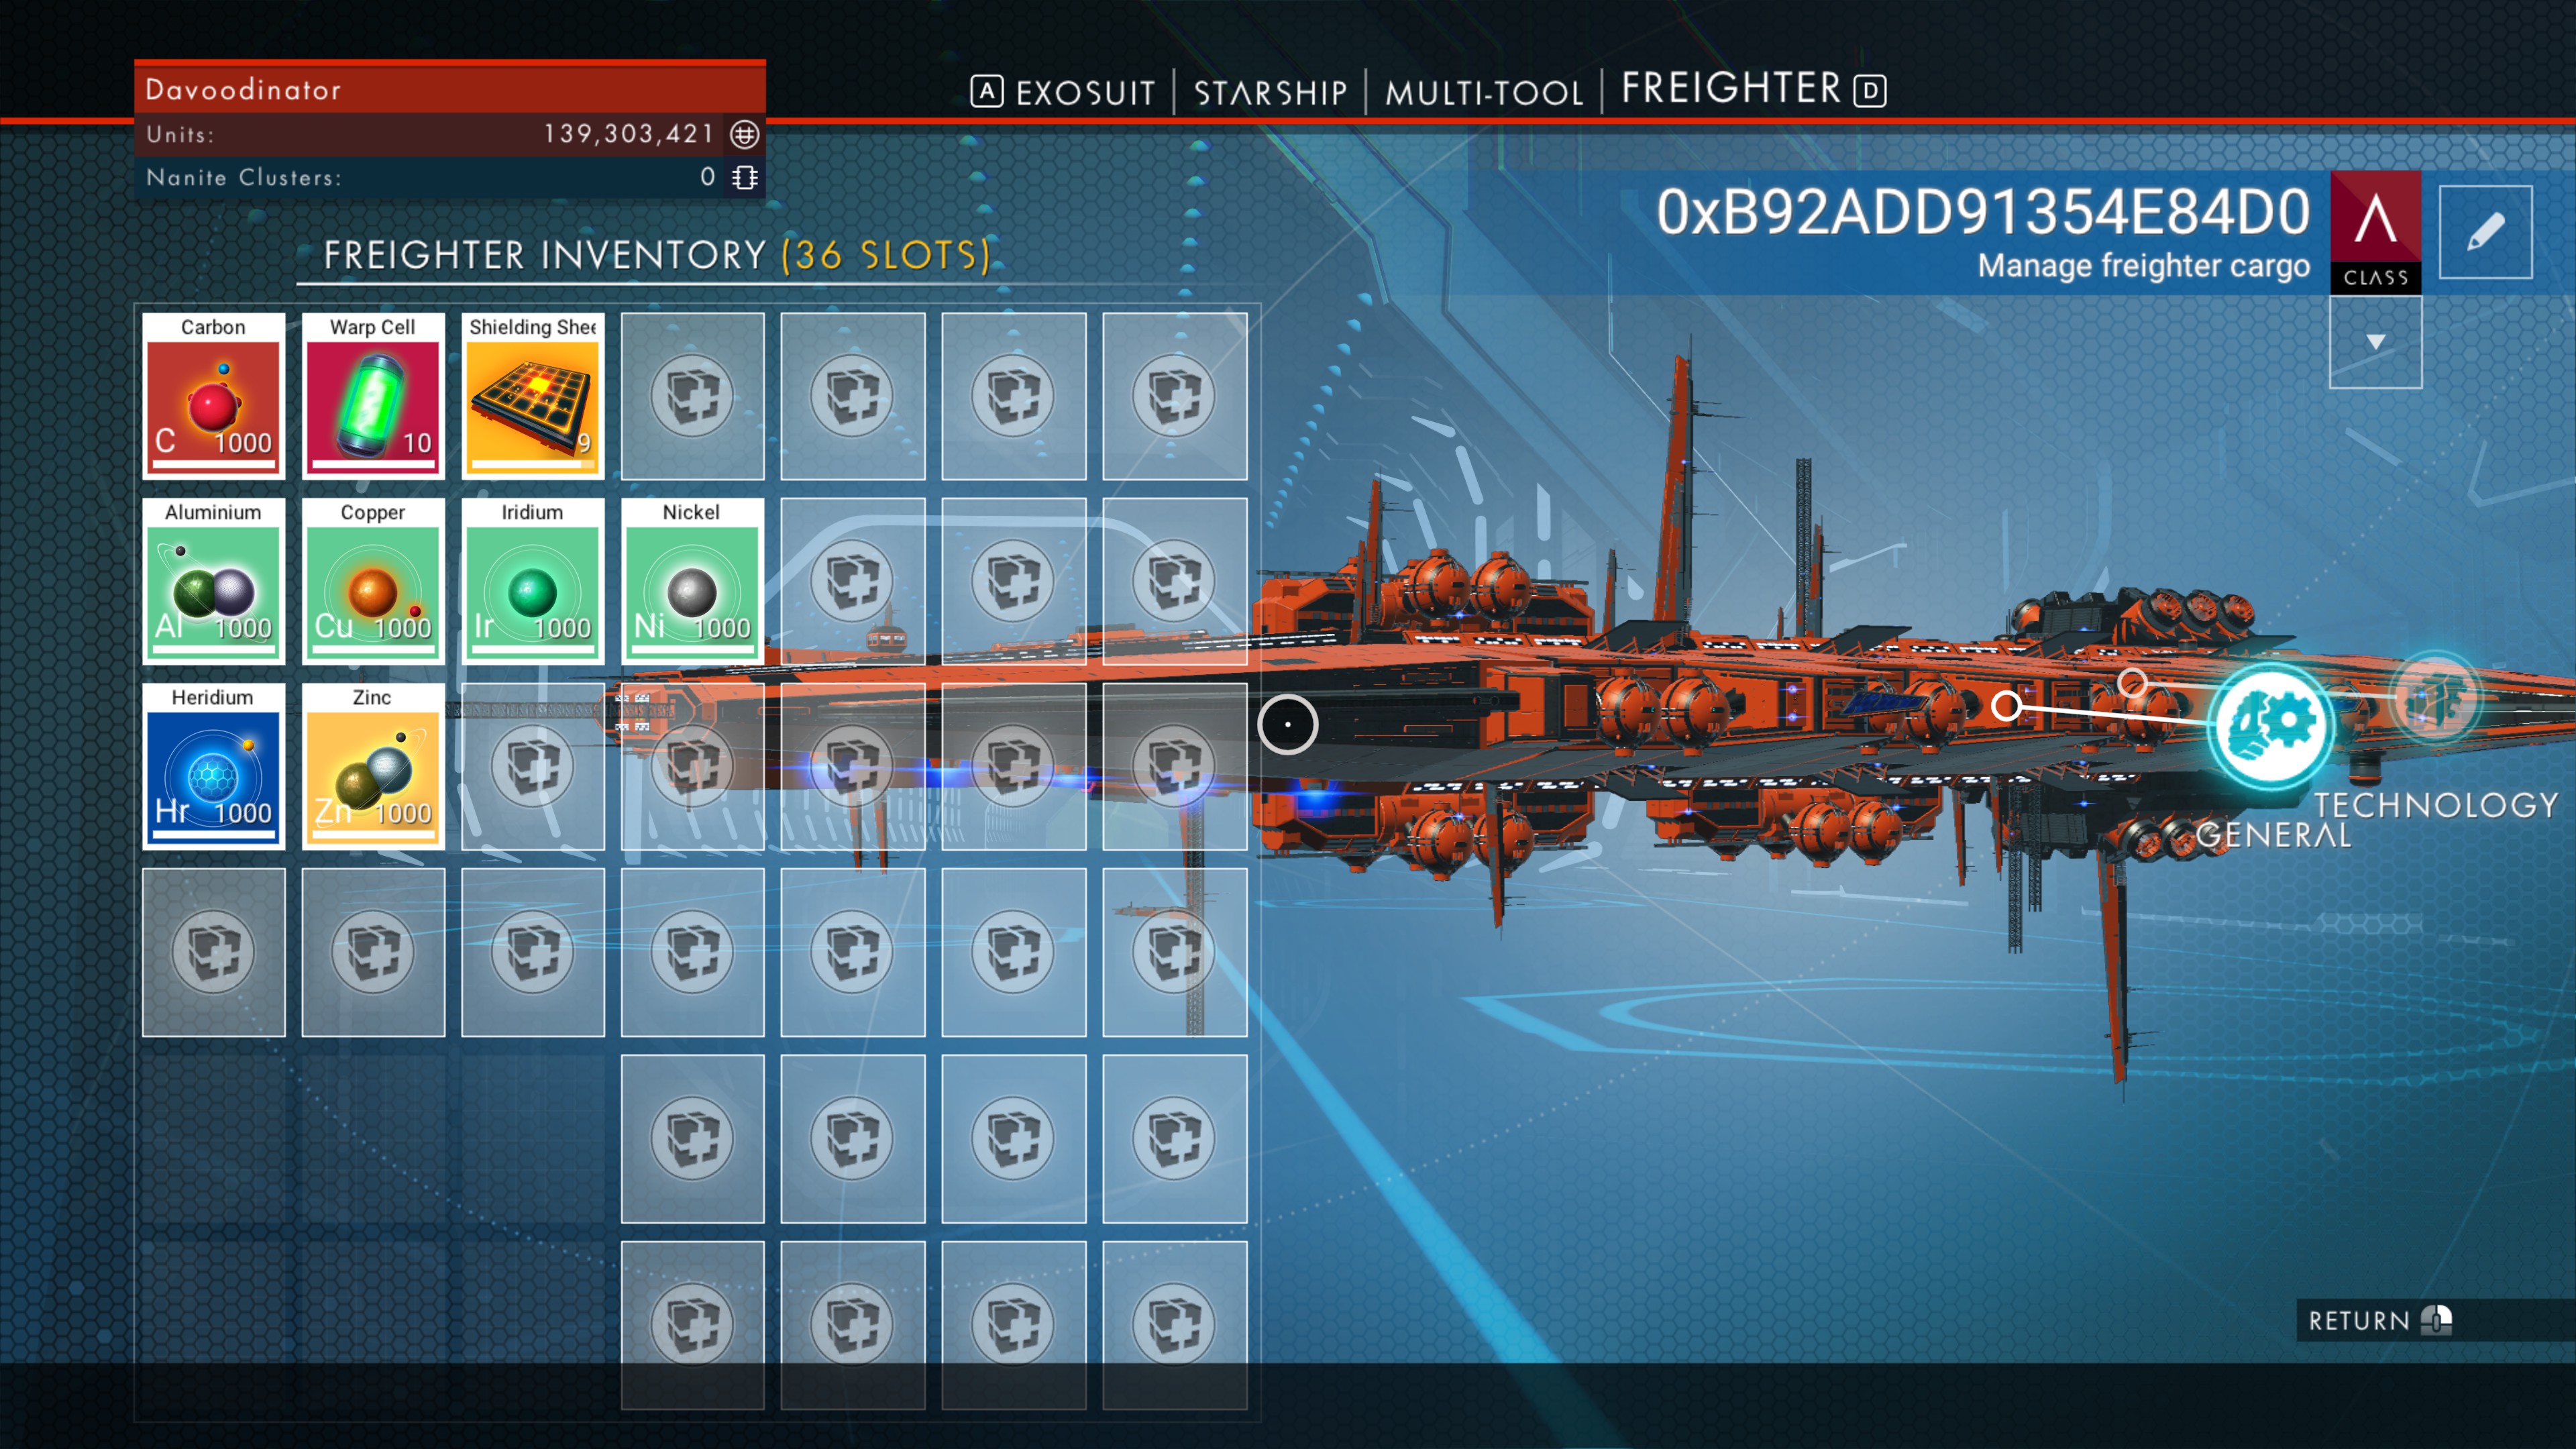 Davoodinator
Units: 139,303,421
Nanite Clusters: 0
A EXOSUIT STARSHIP MULTI-TOOL FREIGHTER D
0xB92ADD91354E84D0
Manage freighter cargo
A
CLASS
FREIGHTER INVENTORY (36 SLOTS)
Carbon Warp Cell Shielding Shee
C 1000 10 9
Aluminium Copper Iridium Nickel
Al 1000 Cu 1000 Ir 1000 Ni 1000
Heridium Zinc
Hr 1000 Zn 1000
TECHNOLOGY
GENERAL
RETURN